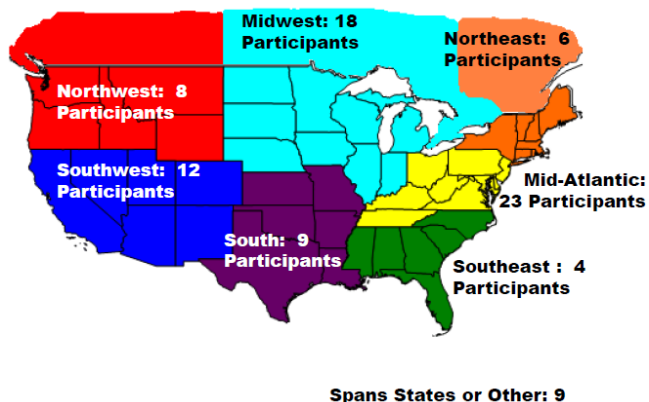 Midwest: 18
Participants
Northeast: 6
Participants
Northwest: 8
Participants
Southwest: 12
Participants
Mid-Atlantic:
23 Participants
South: 9
Participants
Southeast : 4
Participants
Spans States or Other: 9